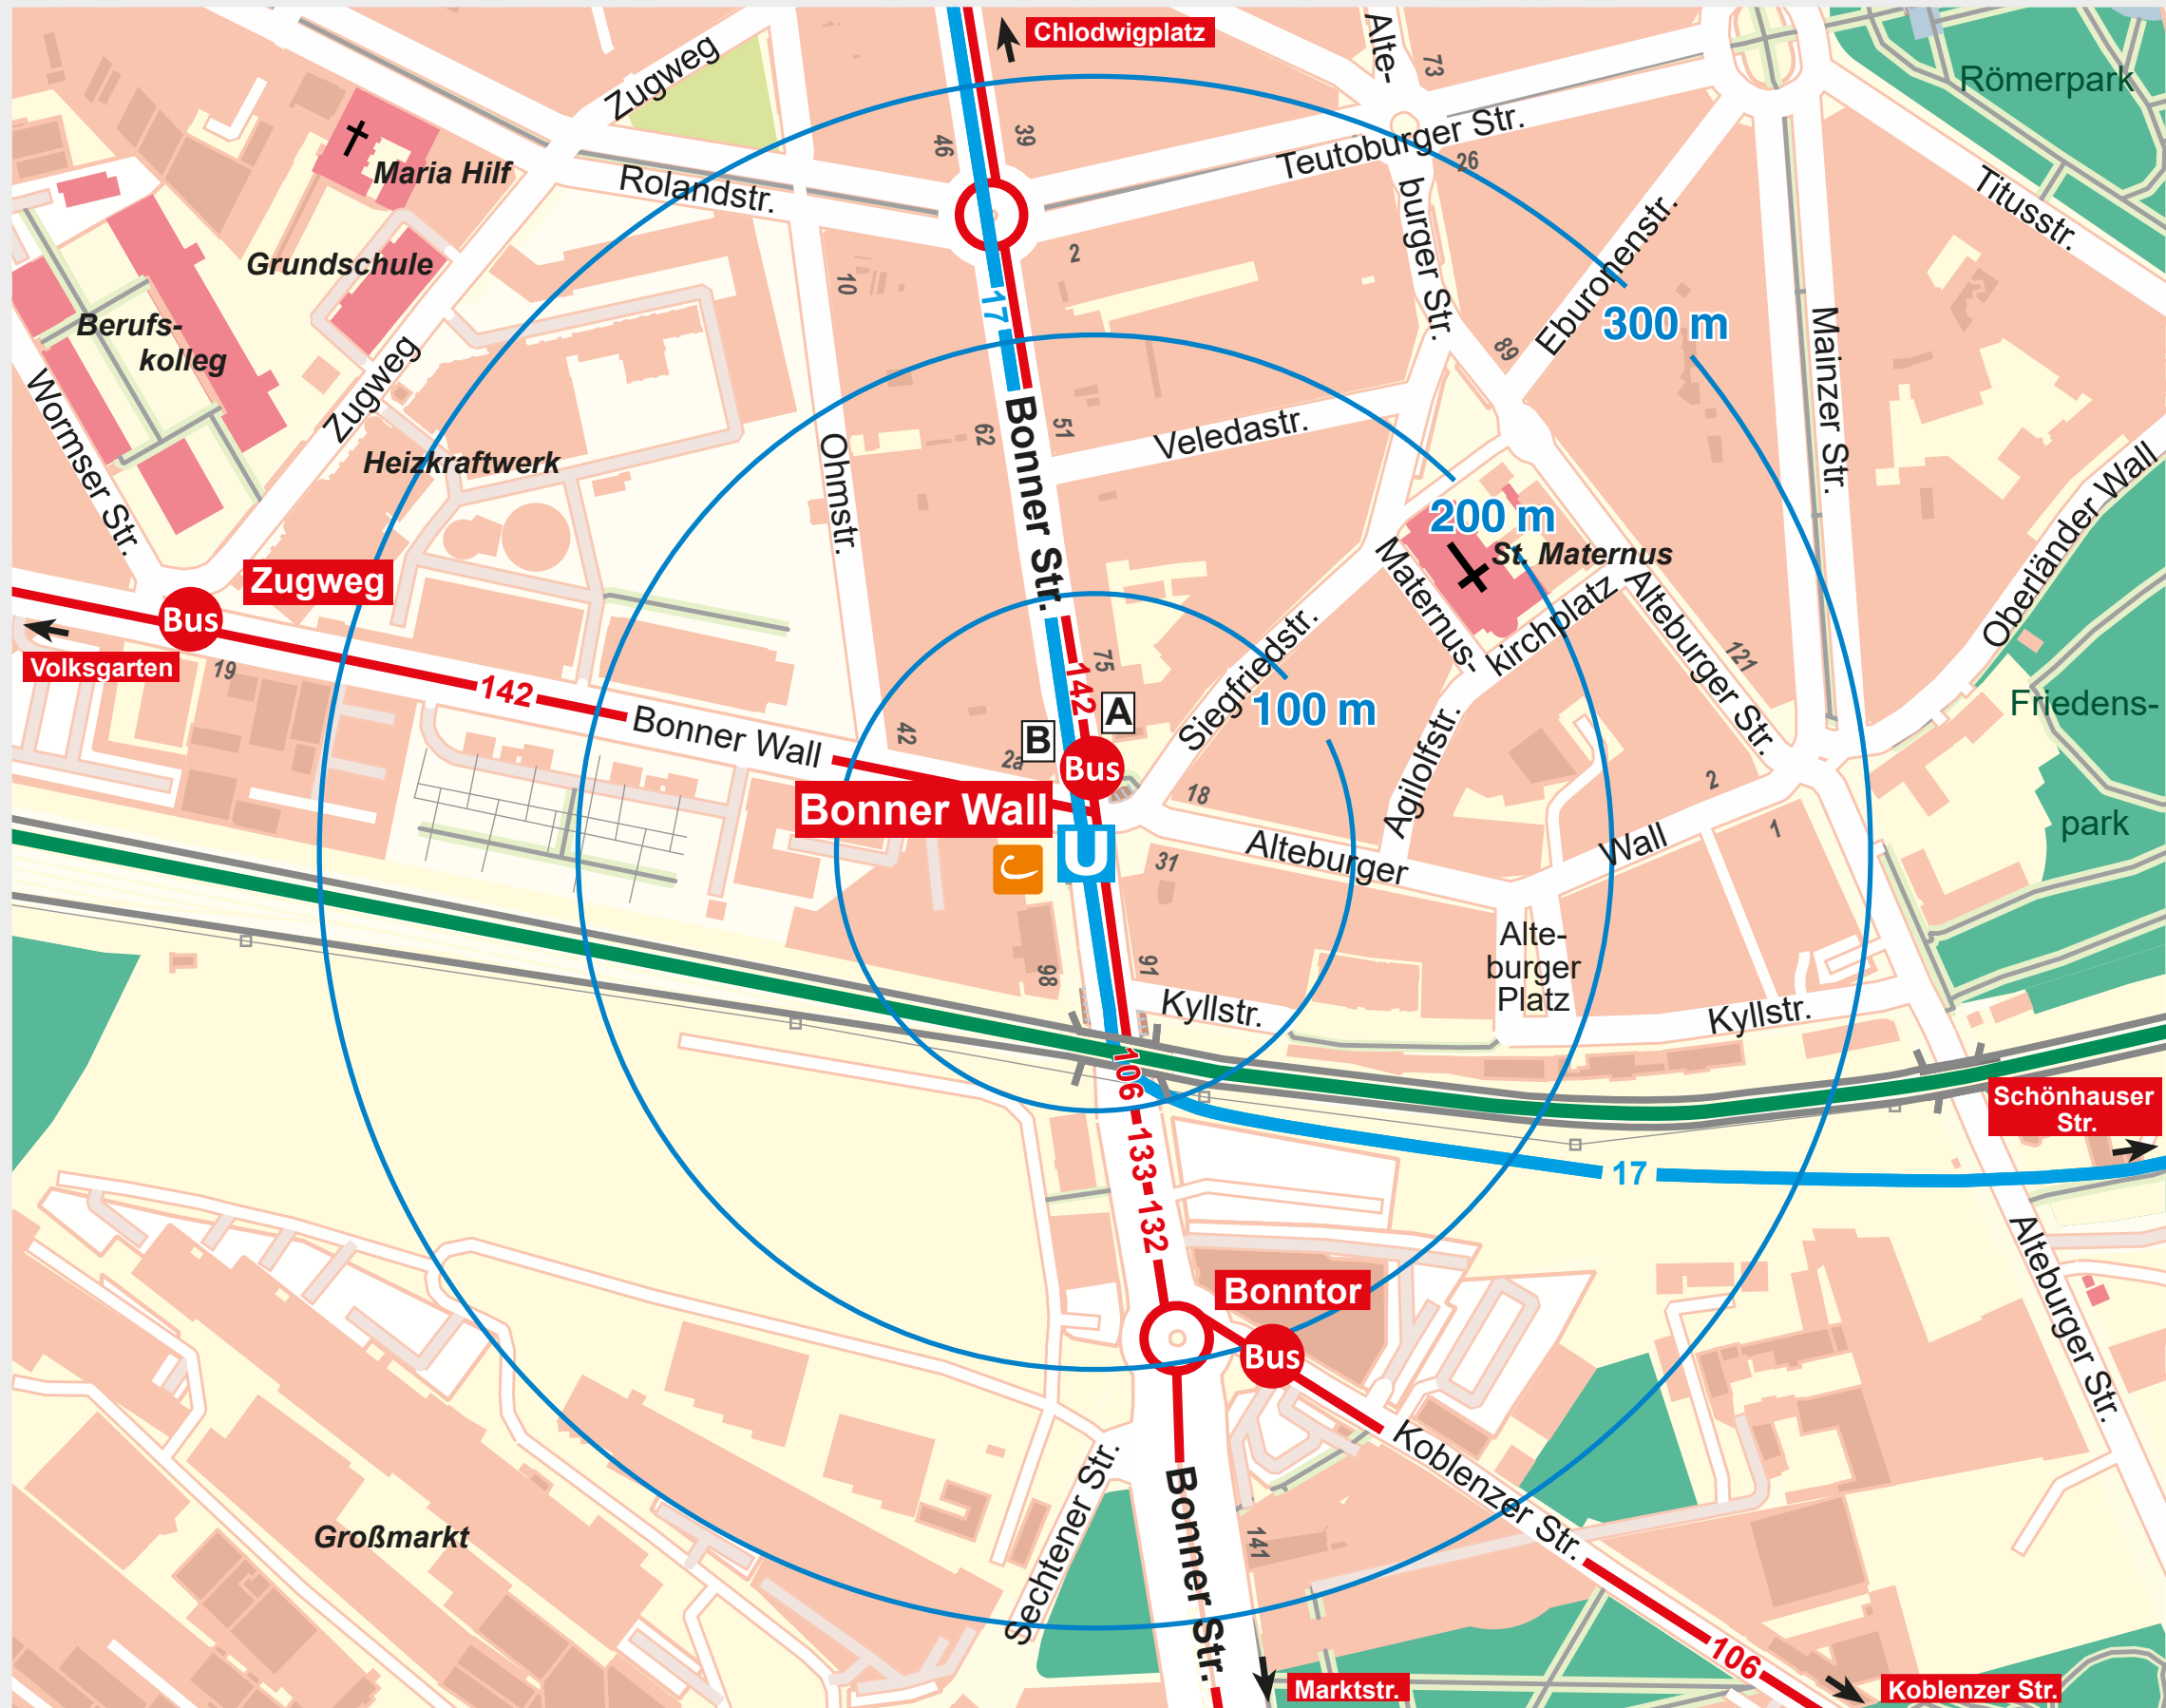 Chlodwigplatz
Zugweg
Alte-
73
Römerpark
46
39
Teutoburger Str.
26
Maria Hilf
Rolandstr.
Titusstr.
burger Str.
Eburonenstr.
2
Grundschule
10
17
Berufs-
kolleg
300 m
89
Mainzer Str.
Zugweg
Wormser Str.
Heizkraftwerk
Ohmstr.
62
51
Bonner Str.
Veledastr.
Oberländer Wall
200 m
St. Maternus
Maternus-
kirchplatz
Zugweg
Bus
Volksgarten
19
142
Bonner Wall
42
2a
75
142
A
B
Bus
Siegfriedstr.
100 m
Alteburger Str.
121
Friedens-
park
Bonner Wall
U
18
31
Agilolfstr.
Alteburger
Wall
2
1
Alte-
burger
Platz
98
91
Kyllstr.
Kyllstr.
106
133
132
17
Schönhauser
Str.
Alteburger Str.
Bonntor
Bus
Koblenzer Str.
Großmarkt
Sechtener Str.
Bonner Str.
141
106
Marktstr.
Koblenzer Str.